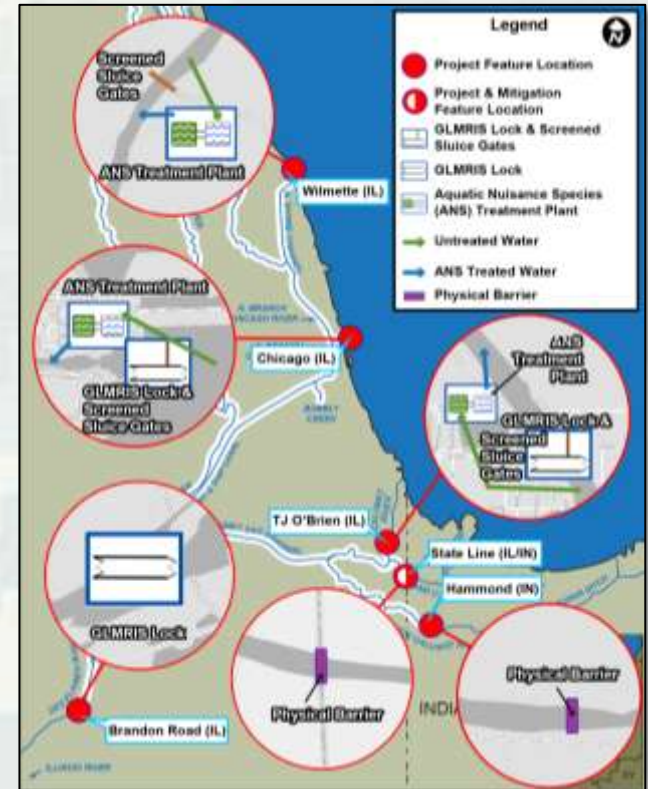 Legend
N
Project Feature Location
Project & Mitigation
Feature Location
GLMRIS Lock & Screened
Sluice Gates
GLMRIS Lock
Aquatic Nuisance Species
(ANS) Treatment Plant
Untreated Water
ANS Treated Water
Physical Barrier
Screened
Sluice
Gates
ANS Treatment Plant
Wilmette (IL)
ANS Treatment Plant
GLMRIS Lock &
Screened
Sluice Gates
Chicago (IL)
ANS
Treatment
Plant
GLMRIS Lock &
Screened
Sluice
Gates
TJ O'Brien (IL)
State Line (IL/IN)
Hammond (IN)
GLMRIS Lock
Brandon Road (IL)
Physical Barrier
Physical Barrier
INDIA
ILLINOIS RIVER